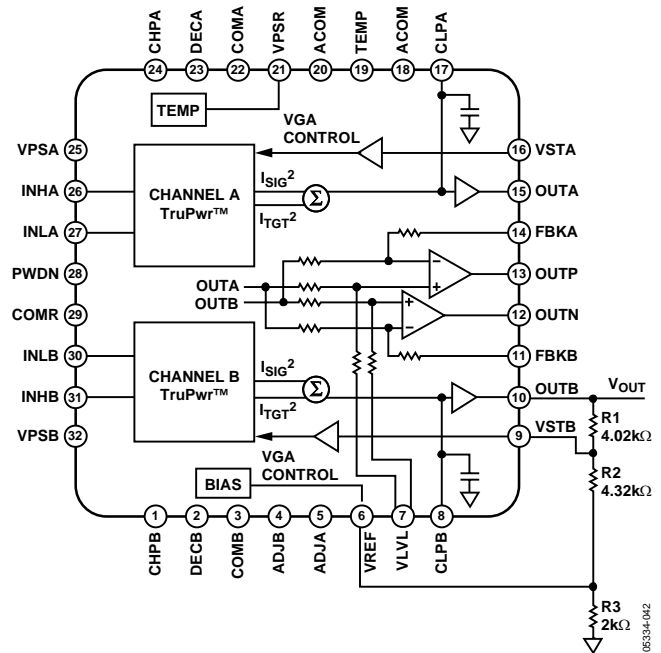 CHPA
DECA
COMA
VPSR
ACOM
TEMP
ACOM
CLPA
24
23
22
21
20
19
18
17
TEMP
VGA
CONTROL
VPSA 25
16 VSTA
INHA 26
CHANNEL A
TruPwr™
ISIG²
ITGT²
Σ
15 OUTA
INLA 27
14 FBKA
PWDN 28
OUTA
OUTB
−
+
13 OUTP
COMR 29
+
−
12 OUTN
INLB 30
11 FBKB
CHANNEL B
TruPwr™
ISIG²
ITGT²
Σ
INHB 31
10 OUTB
VOUT
R1
4.02kΩ
VPSB 32
9 VSTB
VGA
CONTROL
R2
4.32kΩ
BIAS
1
2
3
4
5
6
7
8
CHPB
DECB
COMB
ADJB
ADJA
VREF
VLVL
CLPB
R3
2kΩ
05334-042